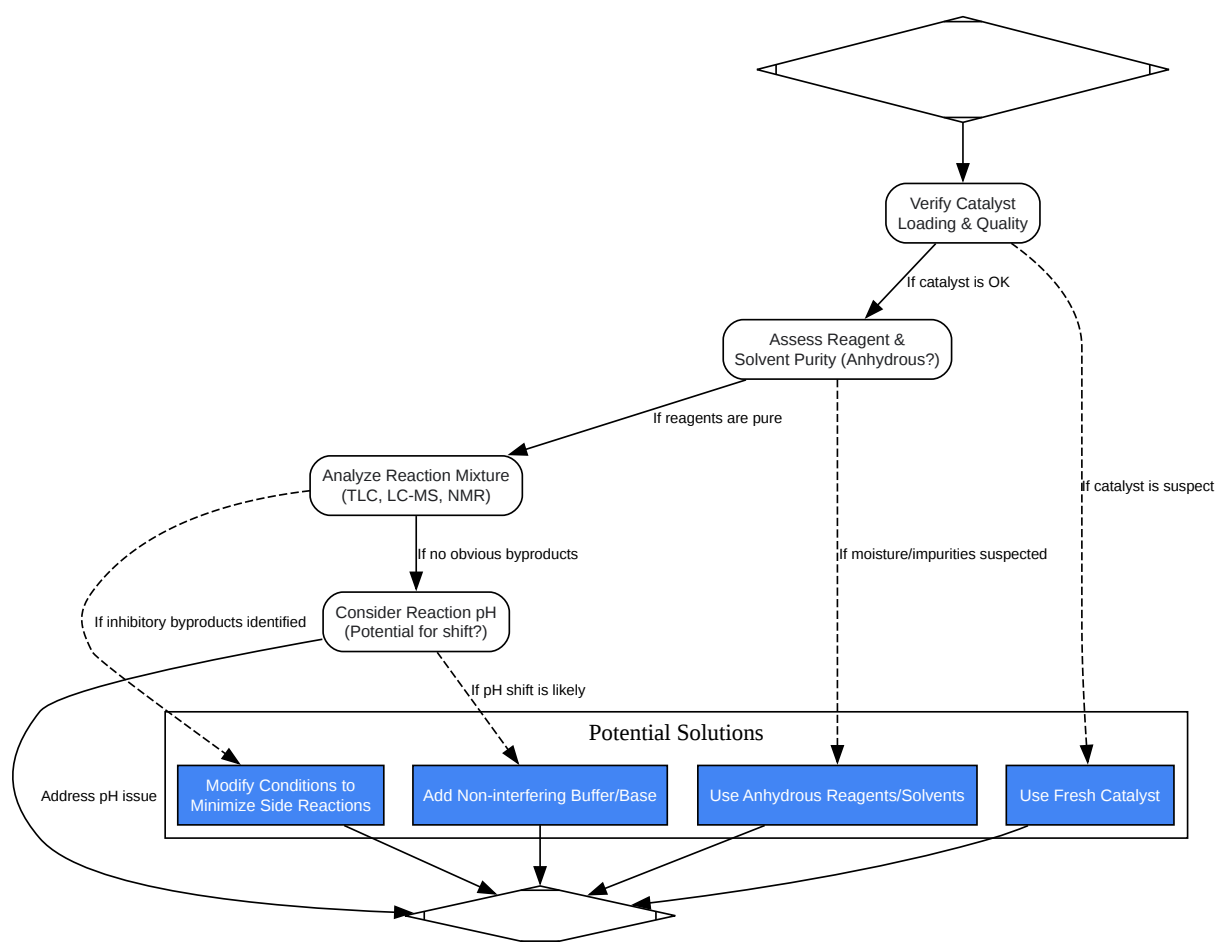 Verify Catalyst
Loading & Quality
If catalyst is OK
Assess Reagent &
Solvent Purity (Anhydrous?)
If reagents are pure
Analyze Reaction Mixture
(TLC, LC-MS, NMR)
If catalyst is suspect
If no obvious byproducts
If moisture/impurities suspected
Consider Reaction pH
(Potential for shift?)
If inhibitory byproducts identified
If pH shift is likely
Potential Solutions
Modify Conditions to
Minimize Side Reactions
Add Non-interfering Buffer/Base
Use Anhydrous Reagents/Solvents
Use Fresh Catalyst
Address pH issue